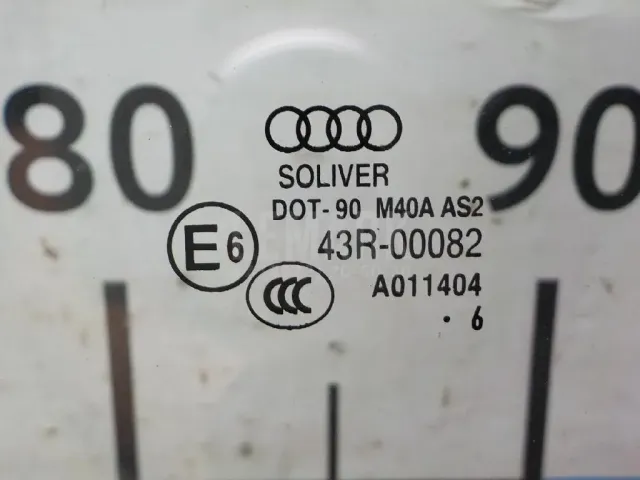 80
90
SOLIVER
DOT-90 M40A AS2
E6
43R-00082
CCC
A011404
. 6